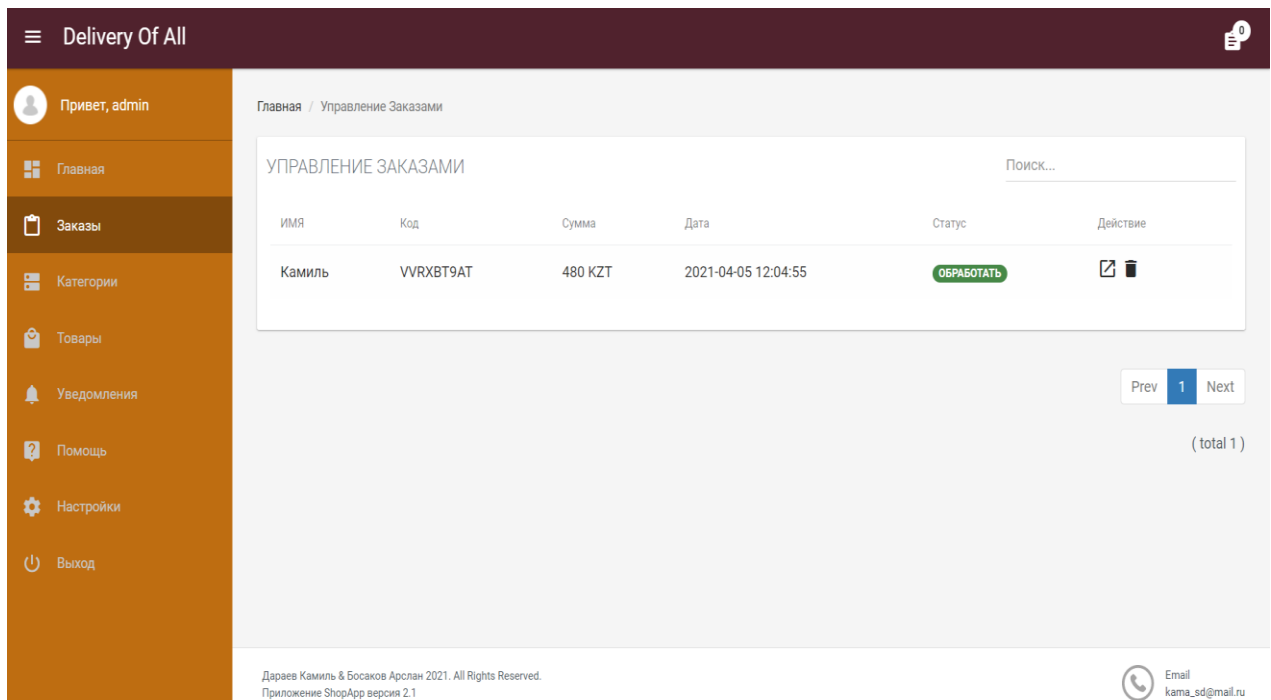 Delivery Of All
0
Привет, admin
Главная
Заказы
Категории
Товары
Уведомления
Помощь
Настройки
Выход
Главная / Управление Заказами
УПРАВЛЕНИЕ ЗАКАЗАМИ
Поиск...
ИМЯ Код Сумма Дата Статус Действие
Камиль VVRXBT9AT 480 KZT 2021-04-05 12:04:55 ОБРАБОТАТЬ
Prev 1 Next
( total 1 )
Дараев Камиль & Босаков Арслан 2021. All Rights Reserved.
Приложение ShopApp версия 2.1
Email
kama_sd@mail.ru